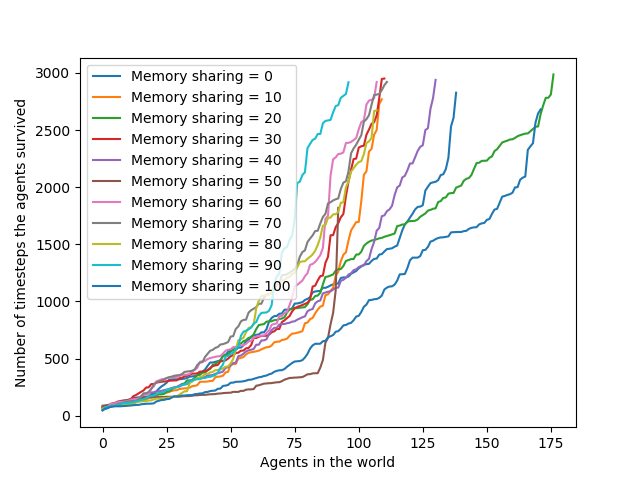 3000
2500
2000
1500
1000
500
0
Number of timesteps the agents survived
Memory sharing = 0
Memory sharing = 10
Memory sharing = 20
Memory sharing = 30
Memory sharing = 40
Memory sharing = 50
Memory sharing = 60
Memory sharing = 70
Memory sharing = 80
Memory sharing = 90
Memory sharing = 100
0 25 50 75 100 125 150 175
Agents in the world